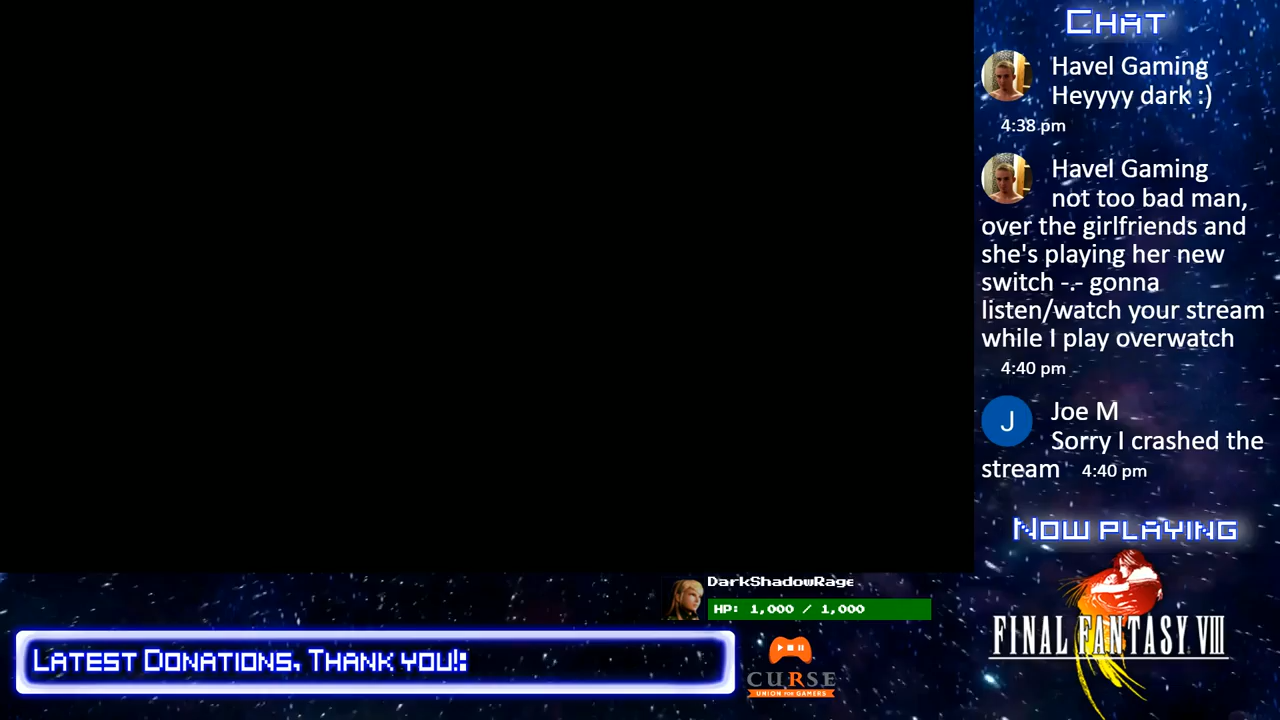 Chat
Havel Gaming
Heyyyy dark :)
4:38 pm
Havel Gaming
not too bad man,
over the girlfriends and
she's playing her new
switch -.- gonna
listen/watch your stream
while I play overwatch
4:40 pm
J
Joe M
Sorry I crashed the
stream 4:40 pm
Now playing
FINAL FANTASY VIII
DarkShadowRage
HP: 1,000 / 1,000
Latest Donations, Thank you!:
CURSE
UNION FOR GAMERS